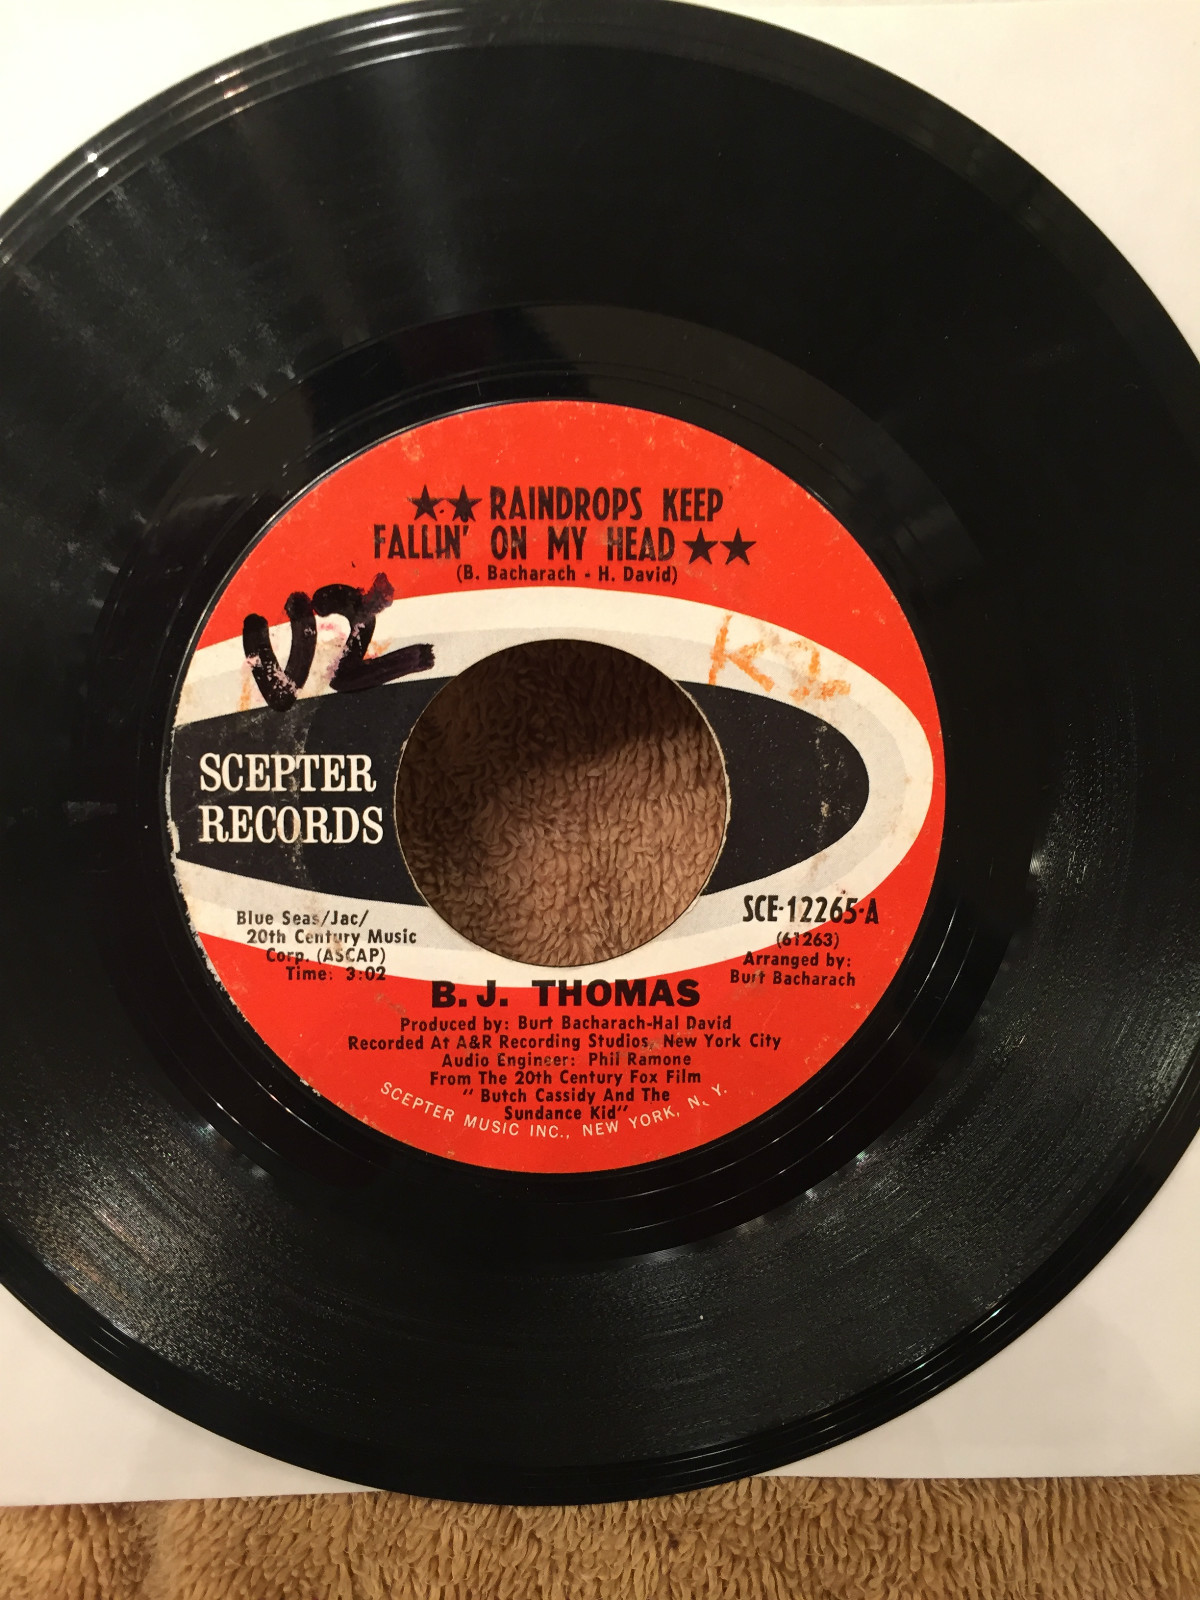 ★★ RAINDROPS KEEP
FALLIN' ON MY HEAD ★★
(B. Bacharach - H. David)
V2
K2
SCEPTER
RECORDS
Blue Seas/Jac/
20th Century Music
Corp. (ASCAP)
Time: 3:02
SCE-12265-A
(61263)
Arranged by:
Burt Bacharach
B. J. THOMAS
Produced by: Burt Bacharach-Hal David
Recorded At A&R Recording Studios, New York City
Audio Engineer: Phil Ramone
From The 20th Century Fox Film
" Butch Cassidy And The
Sundance Kid"
SCEPTER MUSIC INC., NEW YORK, N. Y.